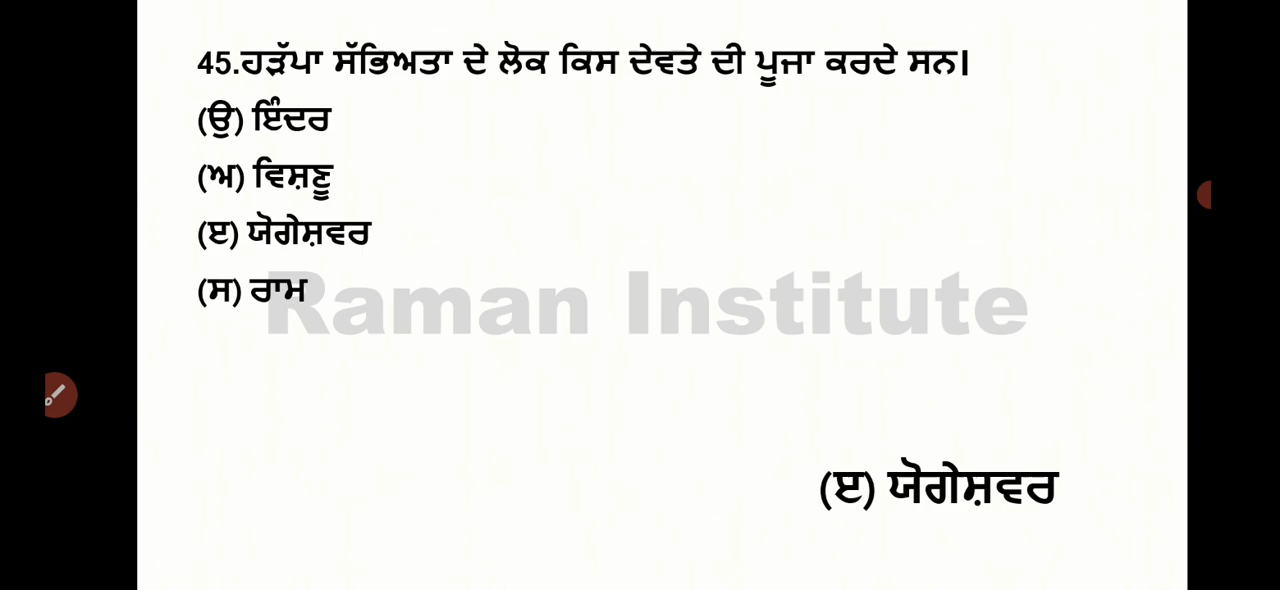 45.ਹੜੱਪਾ ਸੱਭਿਅਤਾ ਦੇ ਲੋਕ ਕਿਸ ਦੇਵਤੇ ਦੀ ਪੂਜਾ ਕਰਦੇ ਸਨ।
(ੳ) ਇੰਦਰ
(ਅ) ਵਿਸ਼ਣੂ
(ੲ) ਯੋਗੇਸ਼ਵਰ
(ਸ) ਰਾਮ
Raman Institute
(ੲ) ਯੋਗੇਸ਼ਵਰ